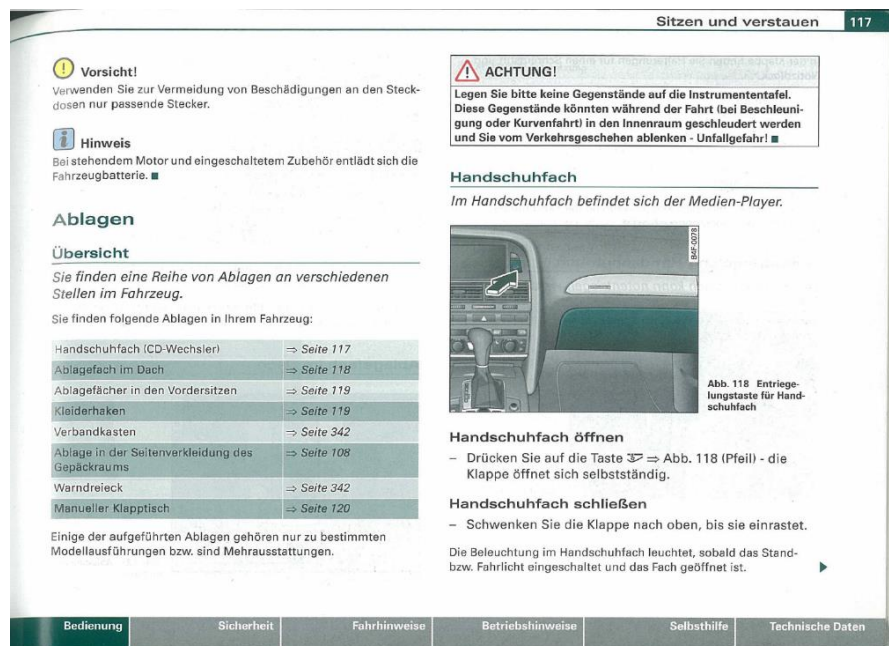 Sitzen und verstauen 117
Vorsicht!
Verwenden Sie zur Vermeidung von Beschädigungen an den Steck-
dosen nur passende Stecker.
Hinweis
Bei stehendem Motor und eingeschaltetem Zubehör entlädt sich die
Fahrzeugbatterie. ■
Ablagen
Übersicht
Sie finden eine Reihe von Ablagen an verschiedenen
Stellen im Fahrzeug.
Sie finden folgende Ablagen in Ihrem Fahrzeug:
Handschuhfach (CD-Wechsler) ⇒ Seite 117
Ablagefach im Dach ⇒ Seite 118
Ablagefächer in den Vordersitzen ⇒ Seite 119
Kleiderhaken ⇒ Seite 119
Verbandkasten ⇒ Seite 342
Ablage in der Seitenverkleidung des ⇒ Seite 108
Gepäckraums
Warndreieck ⇒ Seite 342
Manueller Klapptisch ⇒ Seite 120
Einige der aufgeführten Ablagen gehören nur zu bestimmten
Modellausführungen bzw. sind Mehrausstattungen.
ACHTUNG!
Legen Sie bitte keine Gegenstände auf die Instrumententafel.
Diese Gegenstände könnten während der Fahrt (bei Beschleuni-
gung oder Kurvenfahrt) in den Innenraum geschleudert werden
und Sie vom Verkehrsgeschehen ablenken - Unfallgefahr! ■
Handschuhfach
Im Handschuhfach befindet sich der Medien-Player.
B4F-0078
Abb. 118 Entriege-
lungstaste für Hand-
schuhfach
Handschuhfach öffnen
– Drücken Sie auf die Taste ⇒ Abb. 118 (Pfeil) - die
Klappe öffnet sich selbstständig.
Handschuhfach schließen
– Schwenken Sie die Klappe nach oben, bis sie einrastet.
Die Beleuchtung im Handschuhfach leuchtet, sobald das Stand-
bzw. Fahrlicht eingeschaltet und das Fach geöffnet ist. ▶
Bedienung Sicherheit Fahrhinweise Betriebshinweise Selbsthilfe Technische Daten